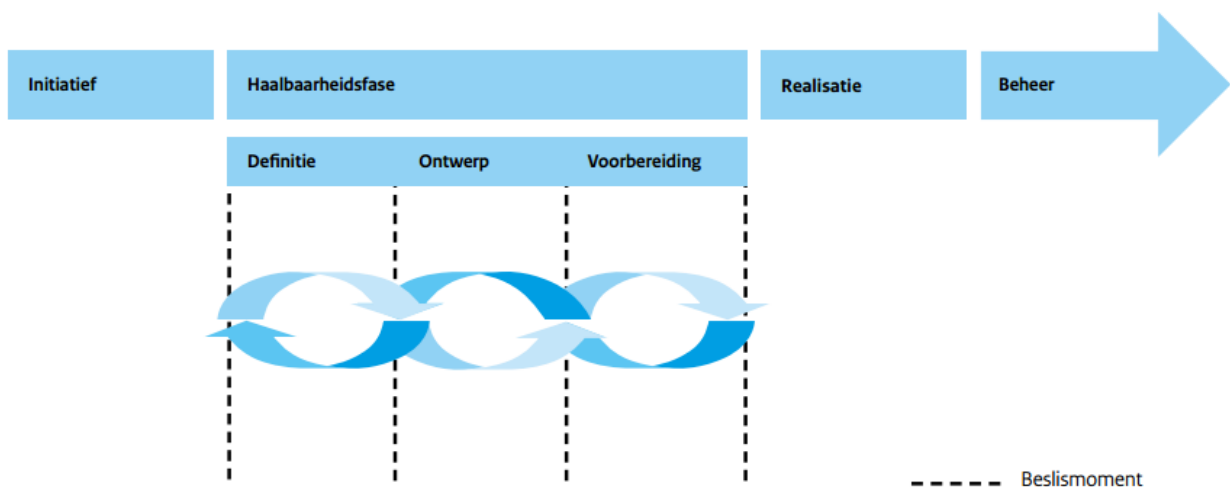 Initiatief
Haalbaarheidsfase
Realisatie
Beheer
Definitie
Ontwerp
Voorbereiding
Beslismoment